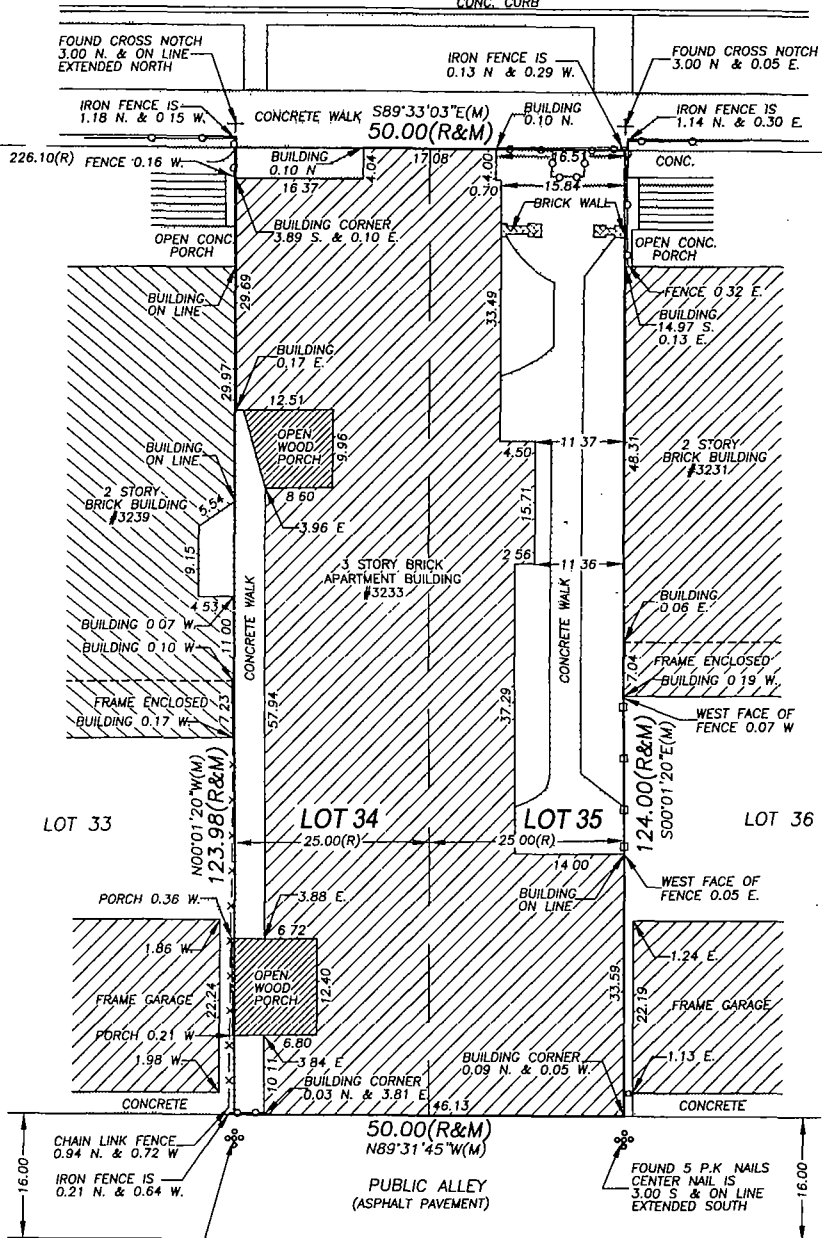 CONC. CURB
FOUND CROSS NOTCH
3.00 N. & ON LINE
EXTENDED NORTH
IRON FENCE IS
0.13 N & 0.29 W.
FOUND CROSS NOTCH
3.00 N & 0.05 E.
IRON FENCE IS
1.18 N. & 0.15 W.
CONCRETE WALK
S89°33'03"E(M)
50.00(R&M)
BUILDING
0.10 N.
IRON FENCE IS
1.14 N. & 0.30 E.
226.10(R)
FENCE 0.16 W.
BUILDING
0.10 N
4.04
17 08
4.00
16.51
CONC.
16 37
0.70
15.84
BUILDING CORNER
3.89 S. & 0.10 E.
BRICK WALL
OPEN CONC.
PORCH
OPEN CONC.
PORCH
BUILDING
ON LINE
29.69
33.49
FENCE 0.32 E.
BUILDING
14.97 S.
0.13 E.
29.97
BUILDING
0.17 E.
12.51
OPEN
WOOD
PORCH
9.96
8 60
3.96 E
4.50
11 37
48.31
2 STORY
BRICK BUILDING
#3231
BUILDING
ON LINE
2 STORY
BRICK BUILDING
#3239
5.54
9.15
4 53
15.71
2 56
11 36
3 STORY BRICK
APARTMENT BUILDING
#3233
BUILDING 0.07 W.
BUILDING 0.10 W.
11.00
CONCRETE WALK
CONCRETE WALK
BUILDING
0.06 E.
FRAME ENCLOSED
BUILDING 0.17 W.
7.23
57.94
37.29
7.04
FRAME ENCLOSED
BUILDING 0 19 W.
WEST FACE OF
FENCE 0.07 W
N00°01'20"W(M)
123.98(R&M)
124.00(R&M)
S00°01'20"E(M)
LOT 33
LOT 34
25.00(R)
LOT 35
25 00(R)
LOT 36
14 00
BUILDING
ON LINE
WEST FACE OF
FENCE 0.05 E.
PORCH 0.36 W.
3.88 E.
6 72
1.86 W.
OPEN
WOOD
PORCH
12.40
1.24 E.
FRAME GARAGE
22.24
33.59
22.19
FRAME GARAGE
PORCH 0.21 W
6.80
3 84 E
1.98 W.
10 11
BUILDING CORNER
0.03 N. & 3.81 E.
BUILDING CORNER
0.09 N. & 0.05 W.
1.13 E.
CONCRETE
46.13
CONCRETE
CHAIN LINK FENCE
0.94 N. & 0.72 W
50.00(R&M)
N89°31'45"W(M)
IRON FENCE IS
0.21 N. & 0.64 W.
16.00
PUBLIC ALLEY
(ASPHALT PAVEMENT)
FOUND 5 P.K NAILS
CENTER NAIL IS
3.00 S & ON LINE
EXTENDED SOUTH
16.00